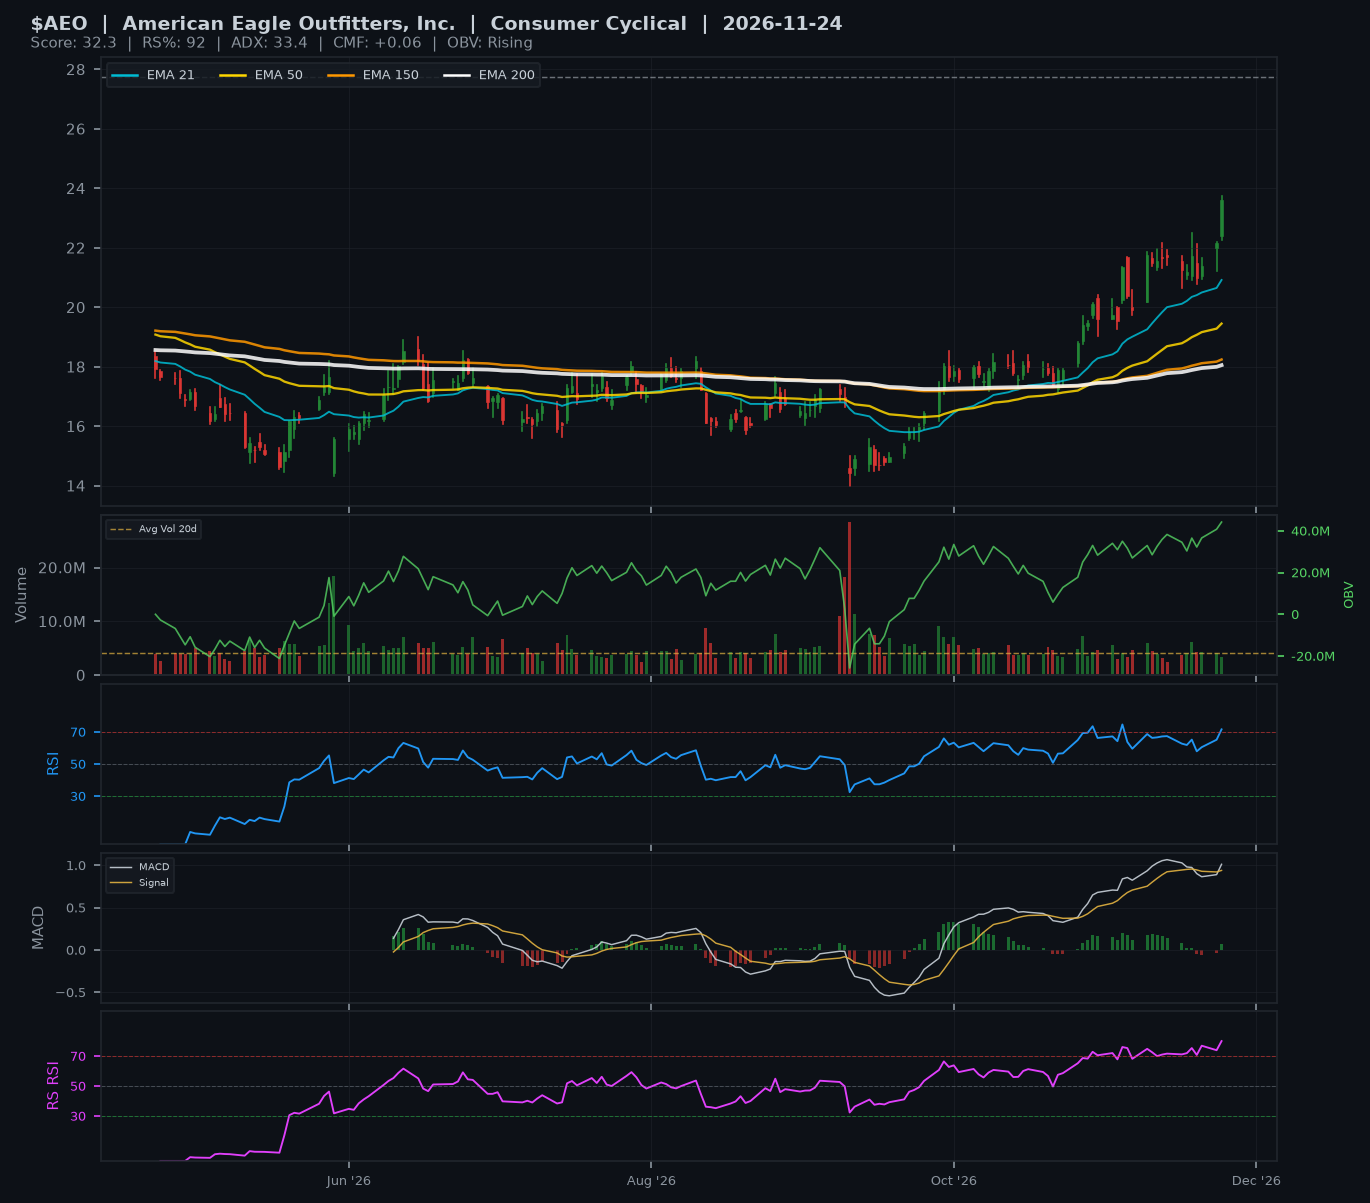 $AEO | American Eagle Outfitters, Inc. | Consumer Cyclical | 2026-11-24
Score: 32.3 | RS%: 92 | ADX: 33.4 | CMF: +0.06 | OBV: Rising
EMA 21 EMA 50 EMA 150 EMA 200
28
26
24
22
20
18
16
14
Avg Vol 20d
Volume
20.0M
10.0M
0
40.0M
20.0M
0
-20.0M
OBV
RSI
70
50
30
MACD
Signal
MACD
1.0
0.5
0.0
−0.5
RS RSI
70
50
30
Jun '26 Aug '26 Oct '26 Dec '26